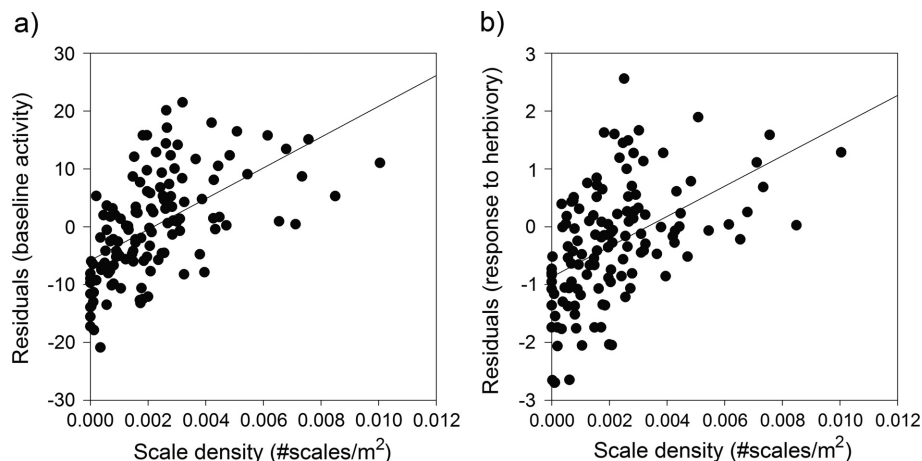 a)
30
20
10
0
-10
-20
-30
Residuals (baseline activity)
0.000 0.002 0.004 0.006 0.008 0.010 0.012
Scale density (#scales/m²)
b)
3
2
1
0
-1
-2
-3
Residuals (response to herbivory)
0.000 0.002 0.004 0.006 0.008 0.010 0.012
Scale density (#scales/m²)